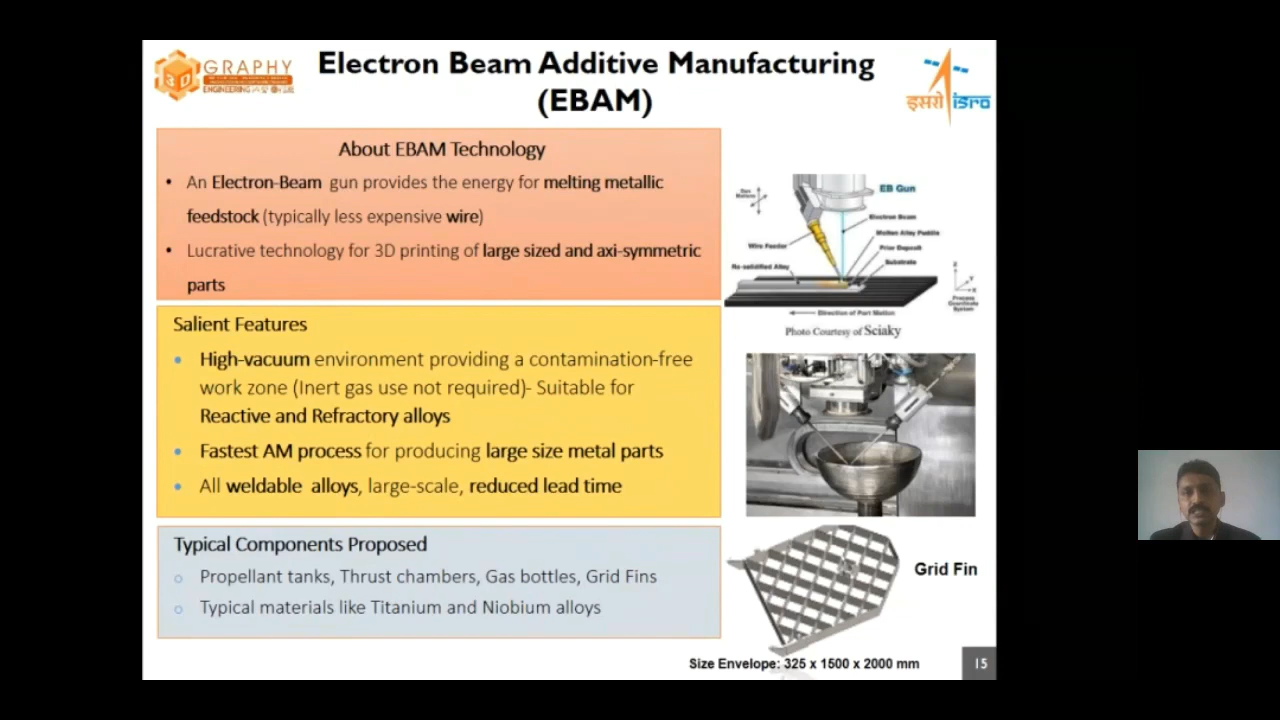 3D GRAPHY
ENGINEERING
Electron Beam Additive Manufacturing
(EBAM)
इसरो isro
About EBAM Technology
• An Electron-Beam gun provides the energy for melting metallic
feedstock (typically less expensive wire)
• Lucrative technology for 3D printing of large sized and axi-symmetric
parts
Salient Features
• High-vacuum environment providing a contamination-free
work zone (Inert gas use not required)- Suitable for
Reactive and Refractory alloys
• Fastest AM process for producing large size metal parts
• All weldable alloys, large-scale, reduced lead time
Typical Components Proposed
o Propellant tanks, Thrust chambers, Gas bottles, Grid Fins
o Typical materials like Titanium and Niobium alloys
EB Gun
Electron Beam
Molten Alloy Puddle
Prior Deposit
Substrate
Wire Feeder
Re-solidified Alloy
Z
Y
X
Process
Coordinate
System
Direction of Part Motion
Photo Courtesy of Sciaky
Grid Fin
Size Envelope: 325 x 1500 x 2000 mm
15